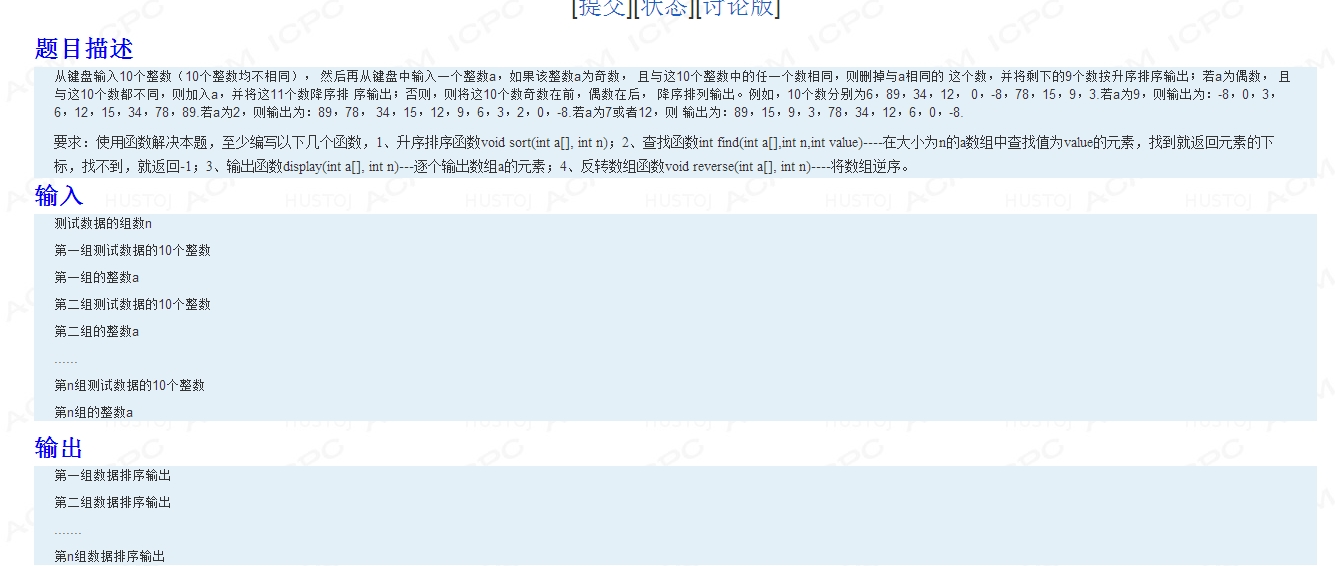 [提交][状态][讨论版]
题目描述
从键盘输入10个整数（10个整数均不相同）， 然后再从键盘中输入一个整数a，如果该整数a为奇数， 且与这10个整数中的任一个数相同，则删掉与a相同的 这个数，并将剩下的9个数按升序排序输出；若a为偶数， 且
与这10个数都不同，则加入a，并将这11个数降序排 序输出；否则，则将这10个数奇数在前，偶数在后， 降序排列输出。例如，10个数分别为6，89，34，12， 0，-8，78，15，9，3.若a为9，则输出为：-8，0，3，
6，12，15，34，78，89.若a为2，则输出为：89，78， 34，15，12，9，6，3，2，0，-8.若a为7或者12，则 输出为：89，15，9，3，78，34，12，6，0，-8.
要求：使用函数解决本题，至少编写以下几个函数，1、升序排序函数void sort(int a[], int n)；2、查找函数int find(int a[],int n,int value)----在大小为n的a数组中查找值为value的元素，找到就返回元素的下
标，找不到，就返回-1；3、输出函数display(int a[], int n)---逐个输出数组a的元素；4、反转数组函数void reverse(int a[], int n)----将数组逆序。
输入
测试数据的组数n
第一组测试数据的10个整数
第一组的整数a
第二组测试数据的10个整数
第二组的整数a
......
第n组测试数据的10个整数
第n组的整数a
输出
第一组数据排序输出
第二组数据排序输出
.......
第n组数据排序输出